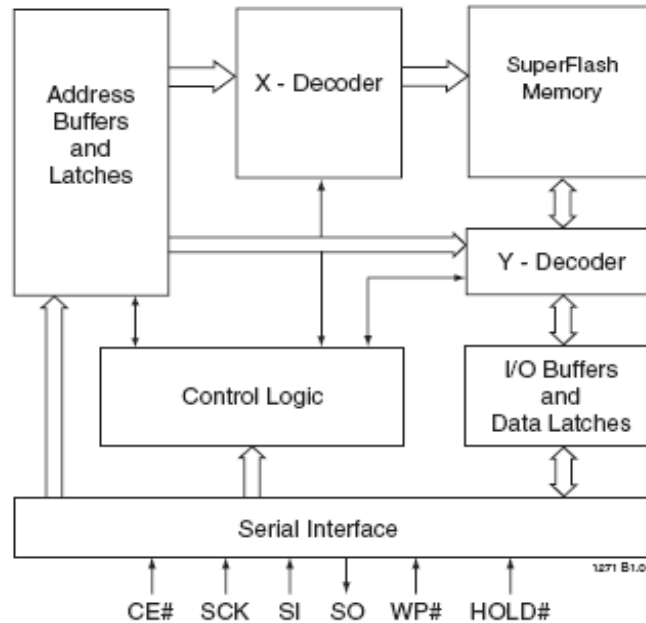 Address
Buffers
and
Latches
X - Decoder
SuperFlash
Memory
Y - Decoder
Control Logic
I/O Buffers
and
Data Latches
Serial Interface
1271 B1.0
CE# SCK SI SO WP# HOLD#